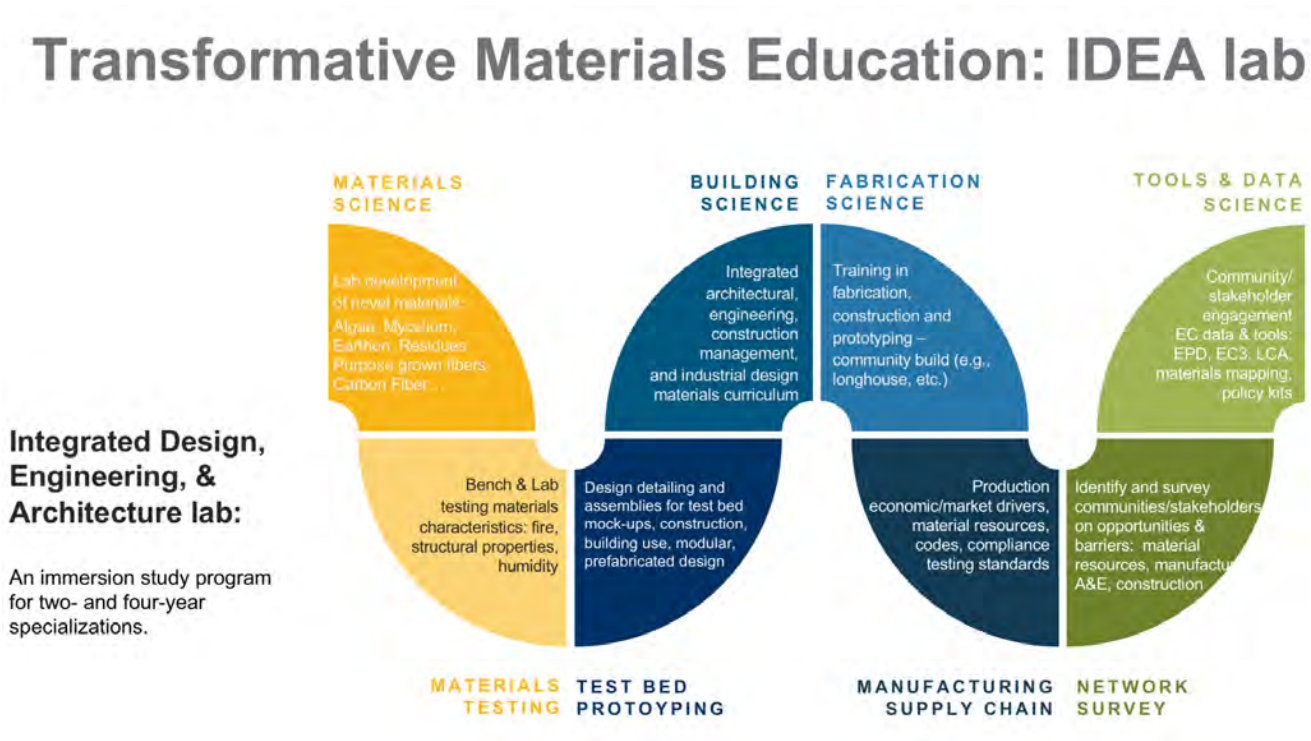 Transformative Materials Education: IDEA lab
MATERIALS
SCIENCE
BUILDING
SCIENCE
FABRICATION
SCIENCE
TOOLS & DATA
SCIENCE
Lab development
of novel materials:
Algae, Mycelium,
Earthen, Residues
Purpose grown fibers
Carbon Fiber…
Integrated
architectural,
engineering,
construction
management,
and industrial design
materials curriculum
Training in
fabrication,
construction and
prototyping –
community build (e.g.,
longhouse, etc.)
Community/
stakeholder
engagement
EC data & tools:
EPD, EC3, LCA,
materials mapping,
policy kits
Integrated Design,
Engineering, &
Architecture lab:
An immersion study program
for two- and four-year
specializations.
Bench & Lab
testing materials
characteristics: fire,
structural properties,
humidity
Design detailing and
assemblies for test bed
mock-ups, construction,
building use, modular,
prefabricated design
Production
economic/market drivers,
material resources,
codes, compliance
testing standards
Identify and survey
communities/stakeholders
on opportunities &
barriers: material
resources, manufactu
A&E, construction
MATERIALS
TESTING
TEST BED
PROTOYPING
MANUFACTURING
SUPPLY CHAIN
NETWORK
SURVEY